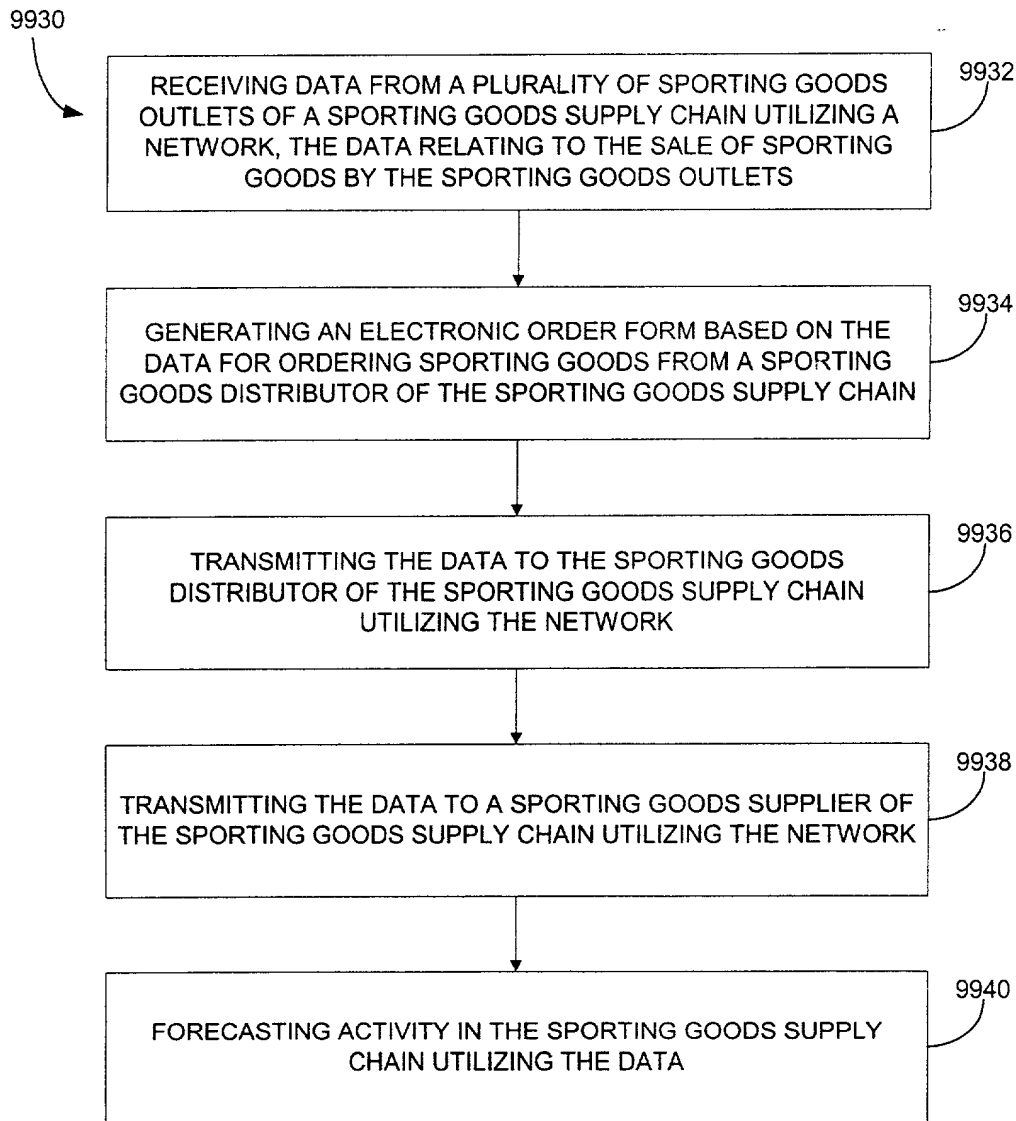 9930
RECEIVING DATA FROM A PLURALITY OF SPORTING GOODS
OUTLETS OF A SPORTING GOODS SUPPLY CHAIN UTILIZING A
NETWORK, THE DATA RELATING TO THE SALE OF SPORTING
GOODS BY THE SPORTING GOODS OUTLETS
9932
GENERATING AN ELECTRONIC ORDER FORM BASED ON THE
DATA FOR ORDERING SPORTING GOODS FROM A SPORTING
GOODS DISTRIBUTOR OF THE SPORTING GOODS SUPPLY CHAIN
9934
TRANSMITTING THE DATA TO THE SPORTING GOODS
DISTRIBUTOR OF THE SPORTING GOODS SUPPLY CHAIN
UTILIZING THE NETWORK
9936
TRANSMITTING THE DATA TO A SPORTING GOODS SUPPLIER OF
THE SPORTING GOODS SUPPLY CHAIN UTILIZING THE NETWORK
9938
FORECASTING ACTIVITY IN THE SPORTING GOODS SUPPLY
CHAIN UTILIZING THE DATA
9940